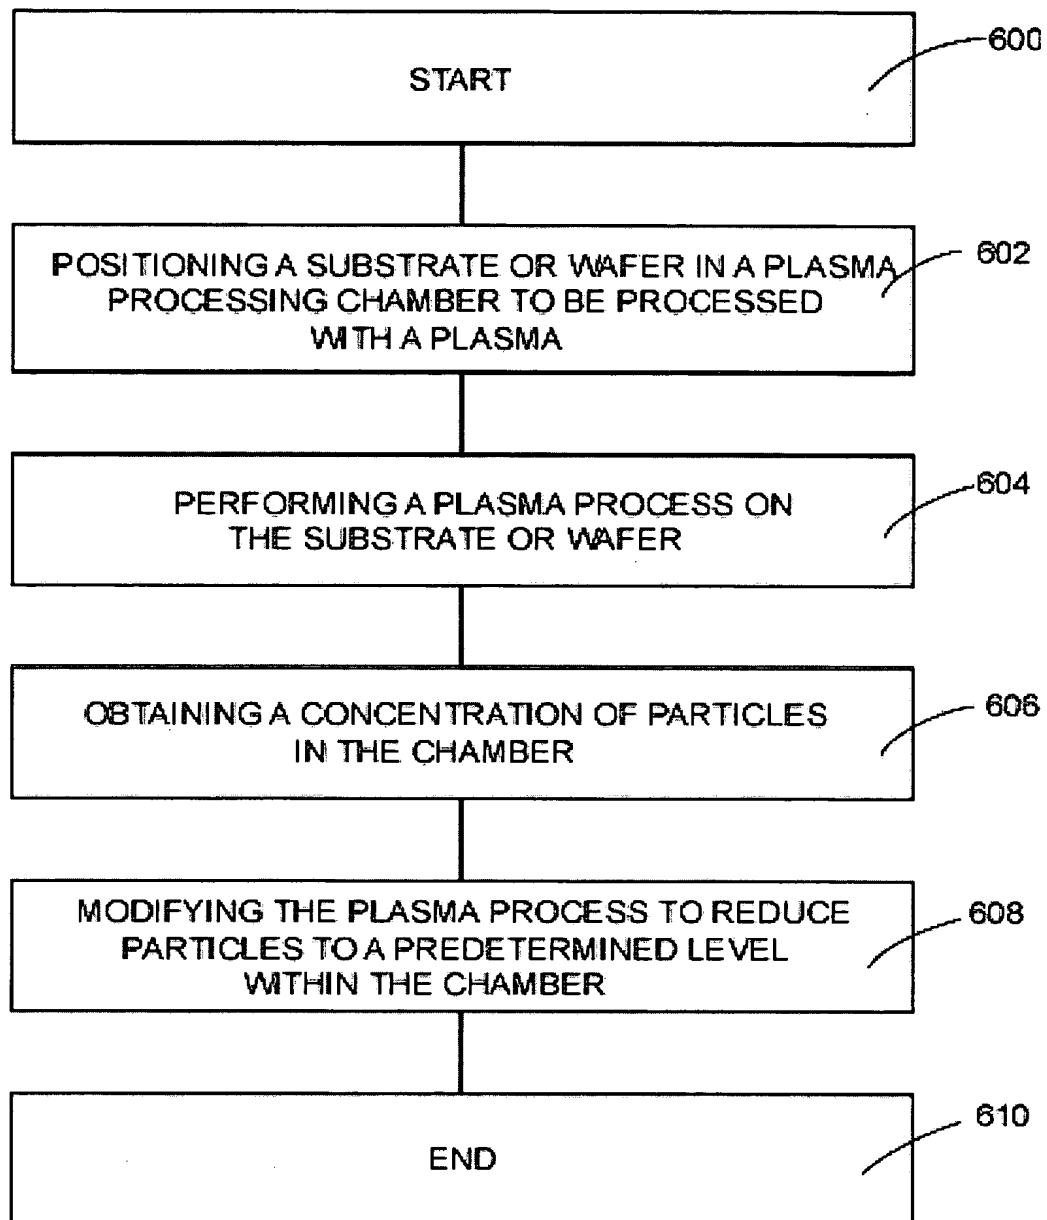 START
600
POSITIONING A SUBSTRATE OR WAFER IN A PLASMA
PROCESSING CHAMBER TO BE PROCESSED
WITH A PLASMA
602
PERFORMING A PLASMA PROCESS ON
THE SUBSTRATE OR WAFER
604
OBTAINING A CONCENTRATION OF PARTICLES
IN THE CHAMBER
606
MODIFYING THE PLASMA PROCESS TO REDUCE
PARTICLES TO A PREDETERMINED LEVEL
WITHIN THE CHAMBER
608
END
610